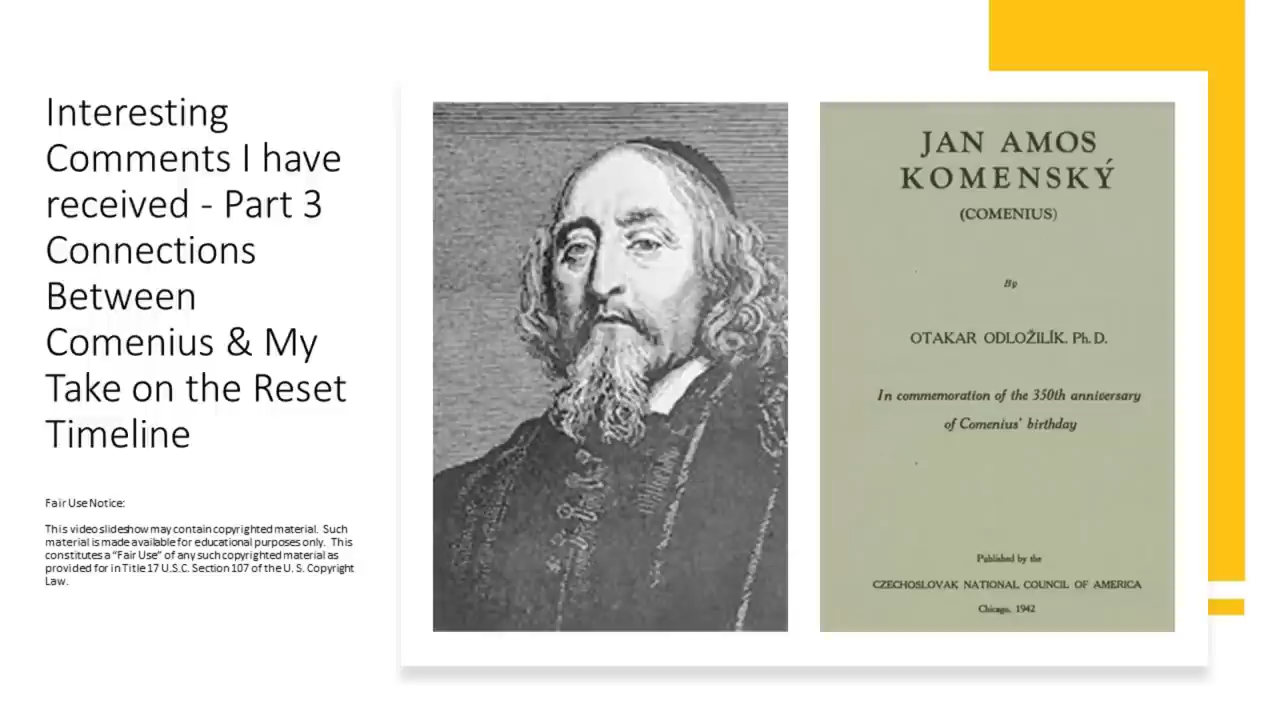 Interesting
Comments I have
received - Part 3
Connections
Between
Comenius & My
Take on the Reset
Timeline
Fair Use Notice:
This video slideshow may contain copyrighted material. Such
material is made available for educational purposes only. This
constitutes a “Fair Use” of any such copyrighted material as
provided for in Title 17 U.S.C. Section 107 of the U. S. Copyright
Law.
JAN AMOS
KOMENSKÝ
(COMENIUS)
By
OTAKAR ODLOŽILÍK. Ph. D.
In commemoration of the 350th anniversary
of Comenius' birthday
Published by the
CZECHOSLOVAK NATIONAL COUNCIL OF AMERICA
Chicago, 1942